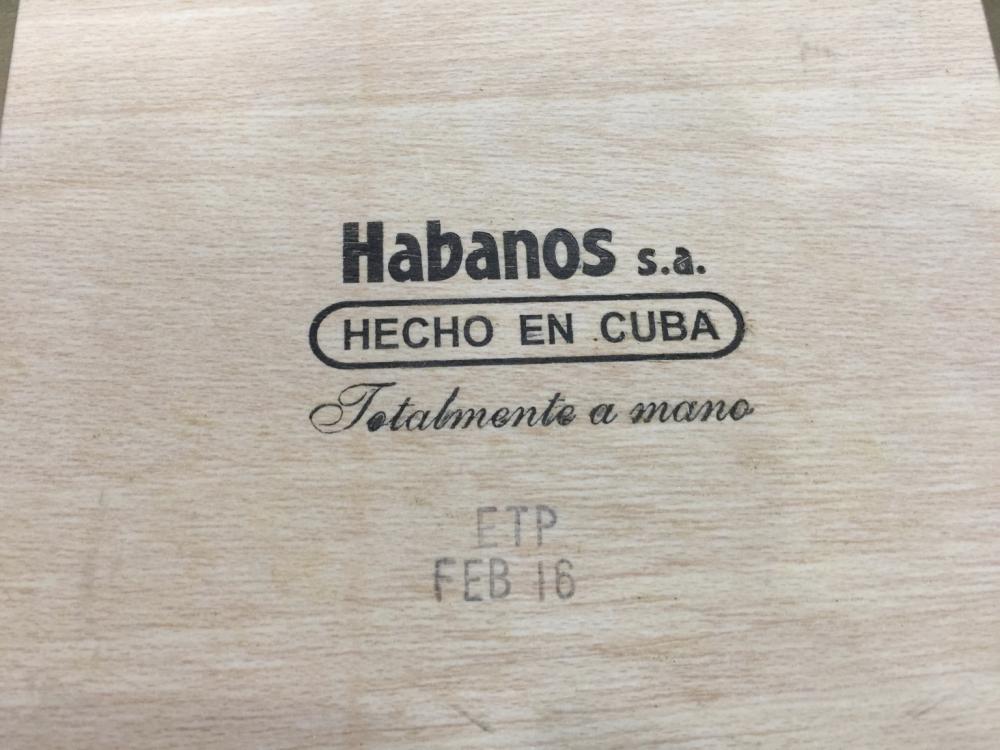 Habanos s.a.
HECHO EN CUBA
Totalmente a mano
ETP
FEB 16